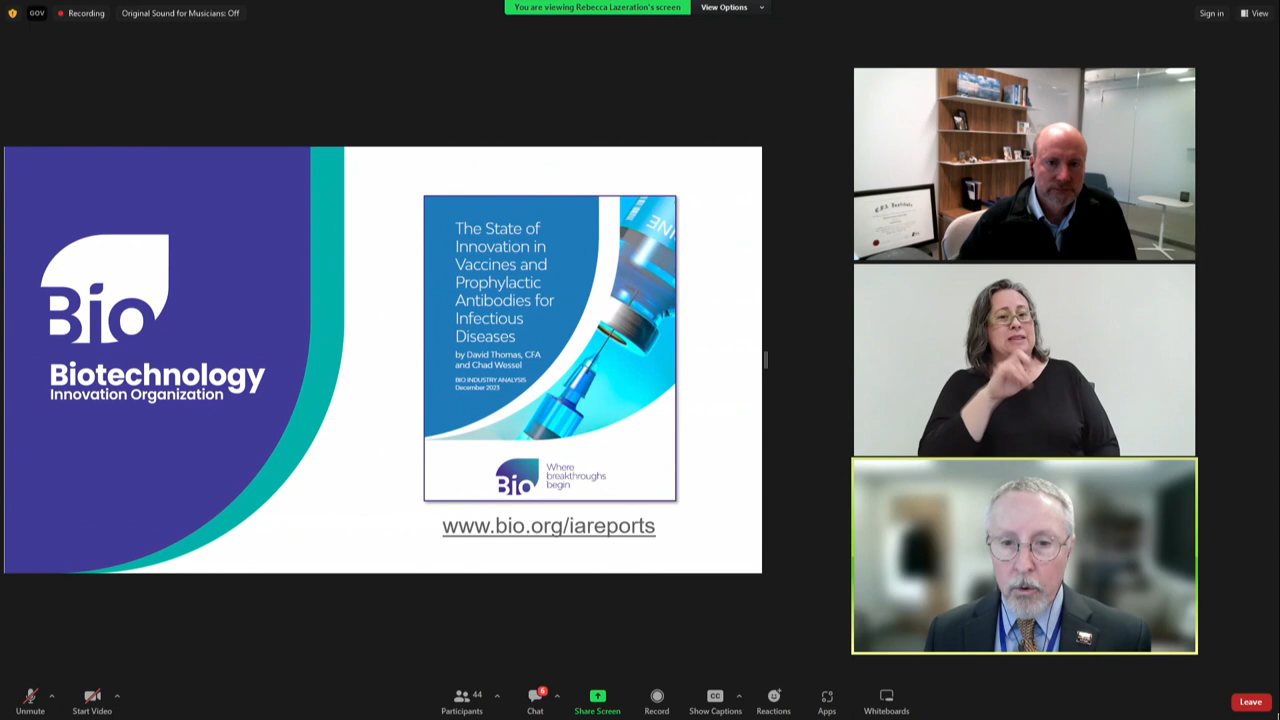 GOV
Recording
Original Sound for Musicians: Off
You are viewing Rebecca Lazeration's screen
View Options
Sign in
View
Bio
Biotechnology
Innovation Organization
The State of
Innovation in
Vaccines and
Prophylactic
Antibodies for
Infectious
Diseases
by David Thomas, CFA
and Chad Wessel
BIO INDUSTRY ANALYSIS
December 2023
Bio
Where
breakthroughs
begin
www.bio.org/iareports
Unmute
Start Video
44
Participants
6
Chat
Share Screen
Record
CC
Show Captions
Reactions
Apps
Whiteboards
Leave